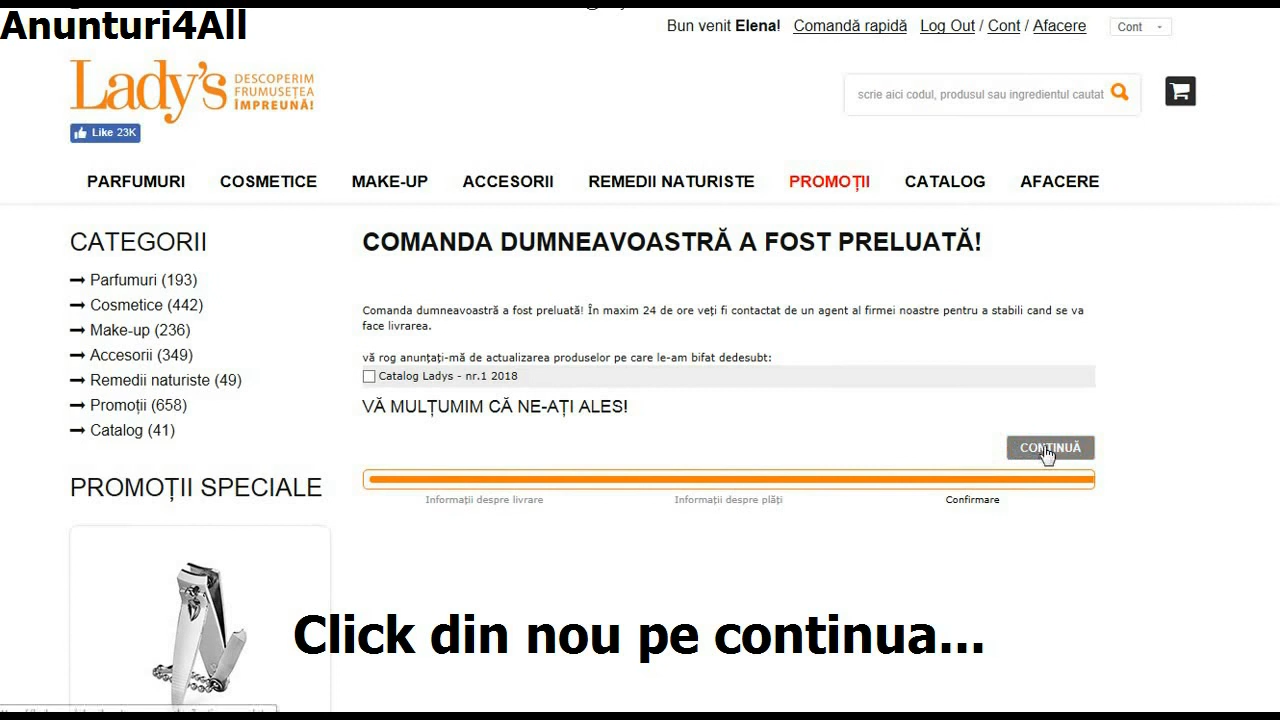 Anunturi4All
Bun venit Elena! Comandă rapidă Log Out / Cont / Afacere Cont
Lady's DESCOPERIM
FRUMUSEȚEA
ÎMPREUNĂ!
Like 23K
scrie aici codul, produsul sau ingredientul cautat
PARFUMURI COSMETICE MAKE-UP ACCESORII REMEDII NATURISTE PROMOȚII CATALOG AFACERE
CATEGORII
Parfumuri (193)
Cosmetice (442)
Make-up (236)
Accesorii (349)
Remedii naturiste (49)
Promoții (658)
Catalog (41)
PROMOȚII SPECIALE
COMANDA DUMNEAVOASTRĂ A FOST PRELUATĂ!
Comanda dumneavoastră a fost preluată! În maxim 24 de ore veți fi contactat de un agent al firmei noastre pentru a stabili cand se va
face livrarea.
vă rog anunțați-mă de actualizarea produselor pe care le-am bifat dedesubt:
Catalog Ladys - nr.1 2018
VĂ MULȚUMIM CĂ NE-AȚI ALES!
CONTINUĂ
Informații despre livrare Informații despre plăți Confirmare
Click din nou pe continua...